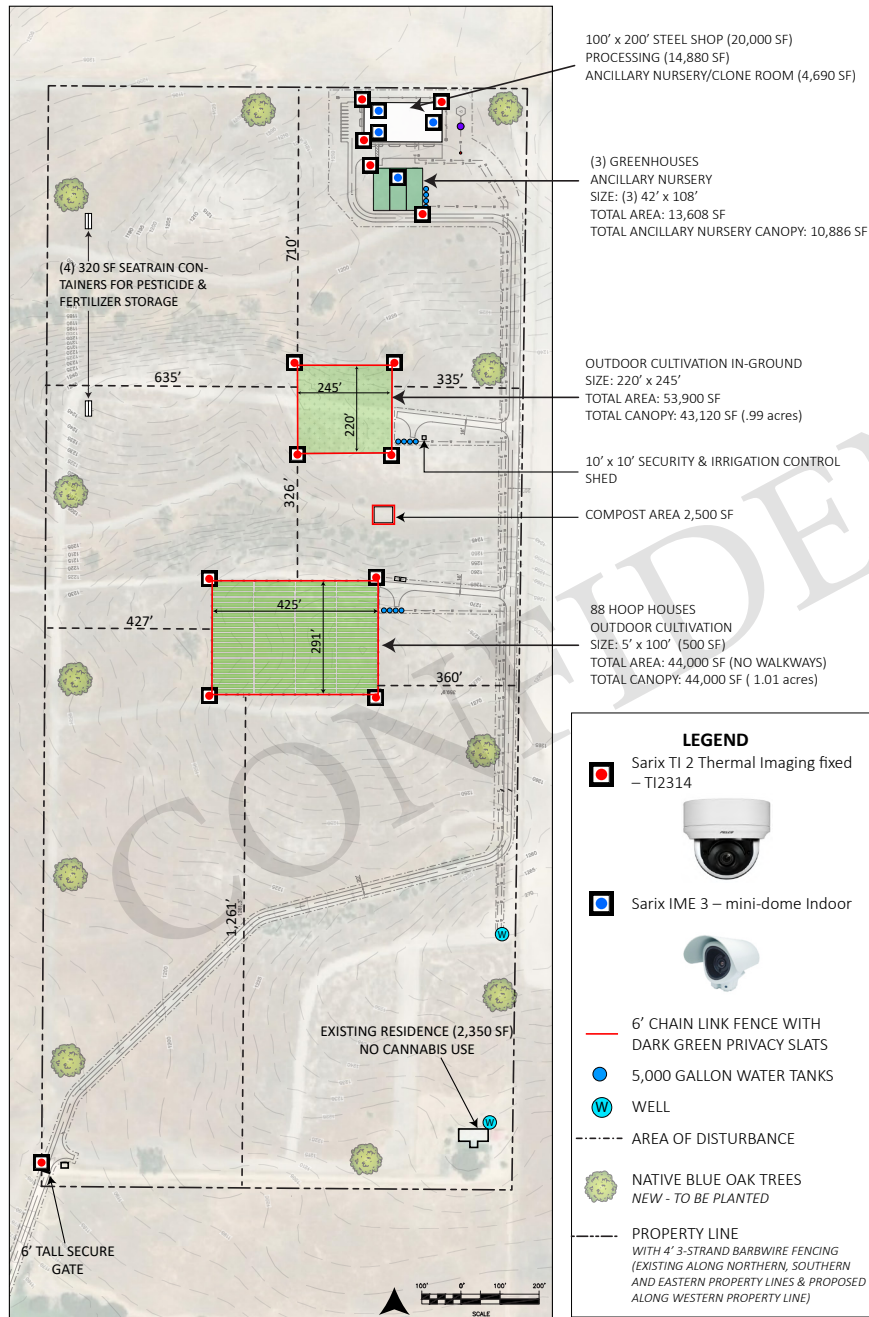 100' x 200' STEEL SHOP (20,000 SF)
PROCESSING (14,880 SF)
ANCILLARY NURSERY/CLONE ROOM (4,690 SF)
(3) GREENHOUSES
ANCILLARY NURSERY
SIZE: (3) 42' x 108'
TOTAL AREA: 13,608 SF
TOTAL ANCILLARY NURSERY CANOPY: 10,886 SF
710'
(4) 320 SF SEATRAIN CON-
TAINERS FOR PESTICIDE &
FERTILIZER STORAGE
635'
245'
335'
220'
OUTDOOR CULTIVATION IN-GROUND
SIZE: 220' x 245'
TOTAL AREA: 53,900 SF
TOTAL CANOPY: 43,120 SF (.99 acres)
10' x 10' SECURITY & IRRIGATION CONTROL
SHED
326'
COMPOST AREA 2,500 SF
425'
291'
427'
360'
88 HOOP HOUSES
OUTDOOR CULTIVATION
SIZE: 5' x 100' (500 SF)
TOTAL AREA: 44,000 SF (NO WALKWAYS)
TOTAL CANOPY: 44,000 SF ( 1.01 acres)
CONFIDE
1,261'
W
EXISTING RESIDENCE (2,350 SF)
NO CANNABIS USE
W
6' TALL SECURE
GATE
100' 0' 100' 200'
SCALE
LEGEND
Sarix TI 2 Thermal Imaging fixed
– TI2314
Sarix IME 3 – mini-dome Indoor
6' CHAIN LINK FENCE WITH
DARK GREEN PRIVACY SLATS
5,000 GALLON WATER TANKS
W WELL
AREA OF DISTURBANCE
NATIVE BLUE OAK TREES
NEW - TO BE PLANTED
PROPERTY LINE
WITH 4' 3-STRAND BARBWIRE FENCING
(EXISTING ALONG NORTHERN, SOUTHERN
AND EASTERN PROPERTY LINES & PROPOSED
ALONG WESTERN PROPERTY LINE)